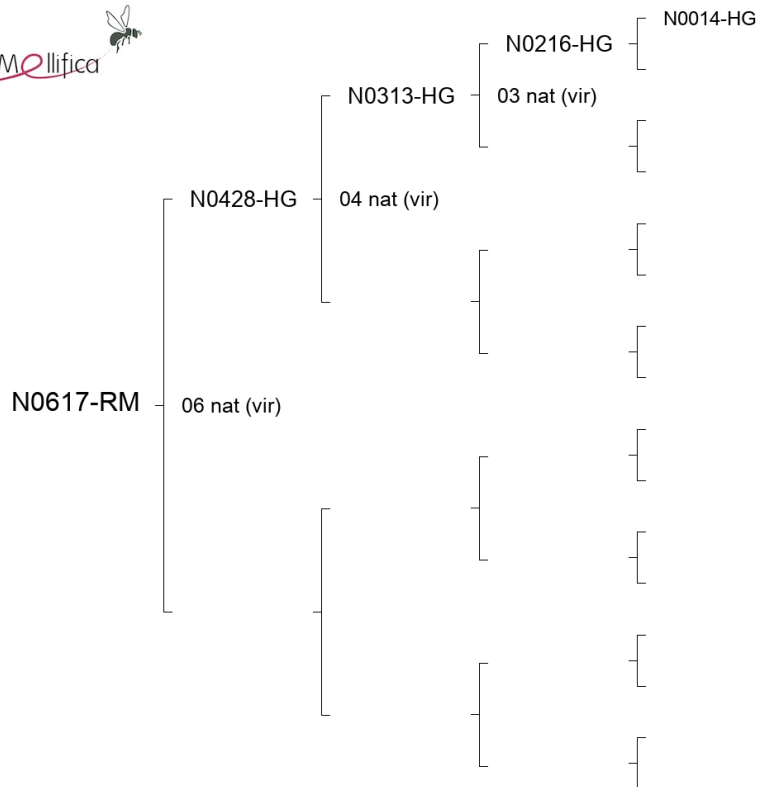 Mellifica
N0014-HG
N0216-HG
N0313-HG
03 nat (vir)
N0428-HG
04 nat (vir)
N0617-RM
06 nat (vir)